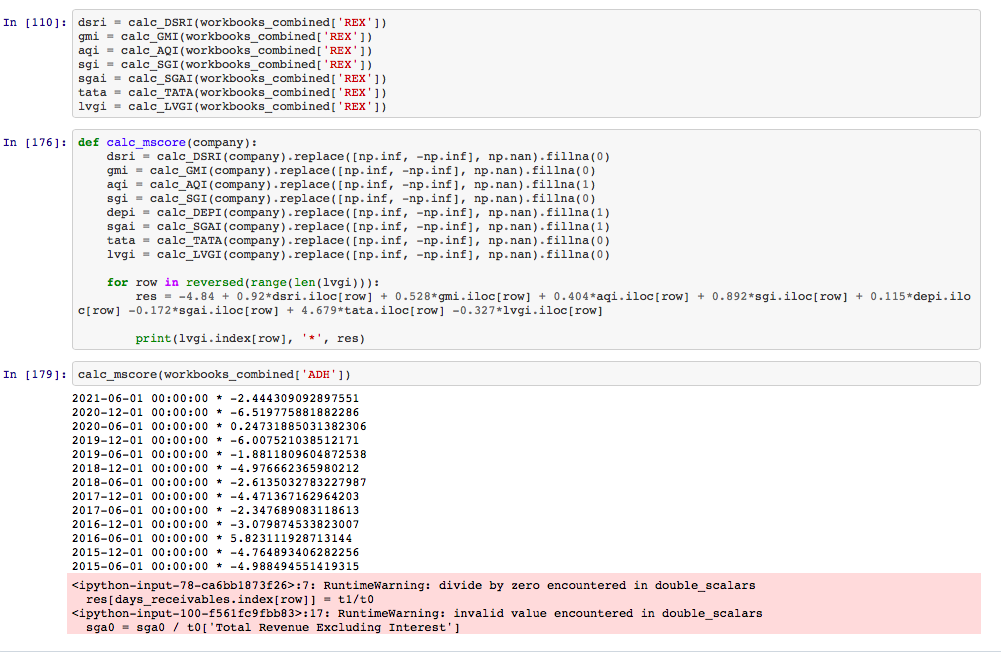 In [110]: dsri = calc_DSRI(workbooks_combined['REX'])
gmi = calc_GMI(workbooks_combined['REX'])
aqi = calc_AQI(workbooks_combined['REX'])
sgi = calc_SGI(workbooks_combined['REX'])
sgai = calc_SGAI(workbooks_combined['REX'])
tata = calc_TATA(workbooks_combined['REX'])
lvgi = calc_LVGI(workbooks_combined['REX'])
In [176]: def calc_mscore(company):
dsri = calc_DSRI(company).replace([np.inf, -np.inf], np.nan).fillna(0)
gmi = calc_GMI(company).replace([np.inf, -np.inf], np.nan).fillna(0)
aqi = calc_AQI(company).replace([np.inf, -np.inf], np.nan).fillna(1)
sgi = calc_SGI(company).replace([np.inf, -np.inf], np.nan).fillna(0)
depi = calc_DEPI(company).replace([np.inf, -np.inf], np.nan).fillna(1)
sgai = calc_SGAI(company).replace([np.inf, -np.inf], np.nan).fillna(1)
tata = calc_TATA(company).replace([np.inf, -np.inf], np.nan).fillna(0)
lvgi = calc_LVGI(company).replace([np.inf, -np.inf], np.nan).fillna(0)
for row in reversed(range(len(lvgi))):
res = -4.84 + 0.92*dsri.iloc[row] + 0.528*gmi.iloc[row] + 0.404*aqi.iloc[row] + 0.892*sgi.iloc[row] + 0.115*depi.ilo
c[row] -0.172*sgai.iloc[row] + 4.679*tata.iloc[row] -0.327*lvgi.iloc[row]
print(lvgi.index[row], '*', res)
In [179]: calc_mscore(workbooks_combined['ADH'])
2021-06-01 00:00:00 * -2.444309092897551
2020-12-01 00:00:00 * -6.519775881882286
2020-06-01 00:00:00 * 0.24731885031382306
2019-12-01 00:00:00 * -6.007521038512171
2019-06-01 00:00:00 * -1.8811809604872538
2018-12-01 00:00:00 * -4.976662365980212
2018-06-01 00:00:00 * -2.6135032783227987
2017-12-01 00:00:00 * -4.471367162964203
2017-06-01 00:00:00 * -2.347689083118613
2016-12-01 00:00:00 * -3.079874533823007
2016-06-01 00:00:00 * 5.823111928713144
2015-12-01 00:00:00 * -4.764893406282256
2015-06-01 00:00:00 * -4.988494551419315
<ipython-input-78-ca6bb1873f26>:7: RuntimeWarning: divide by zero encountered in double_scalars
res[days_receivables.index[row]] = t1/t0
<ipython-input-100-f561fc9fbb83>:17: RuntimeWarning: invalid value encountered in double_scalars
sga0 = sga0 / t0['Total Revenue Excluding Interest']